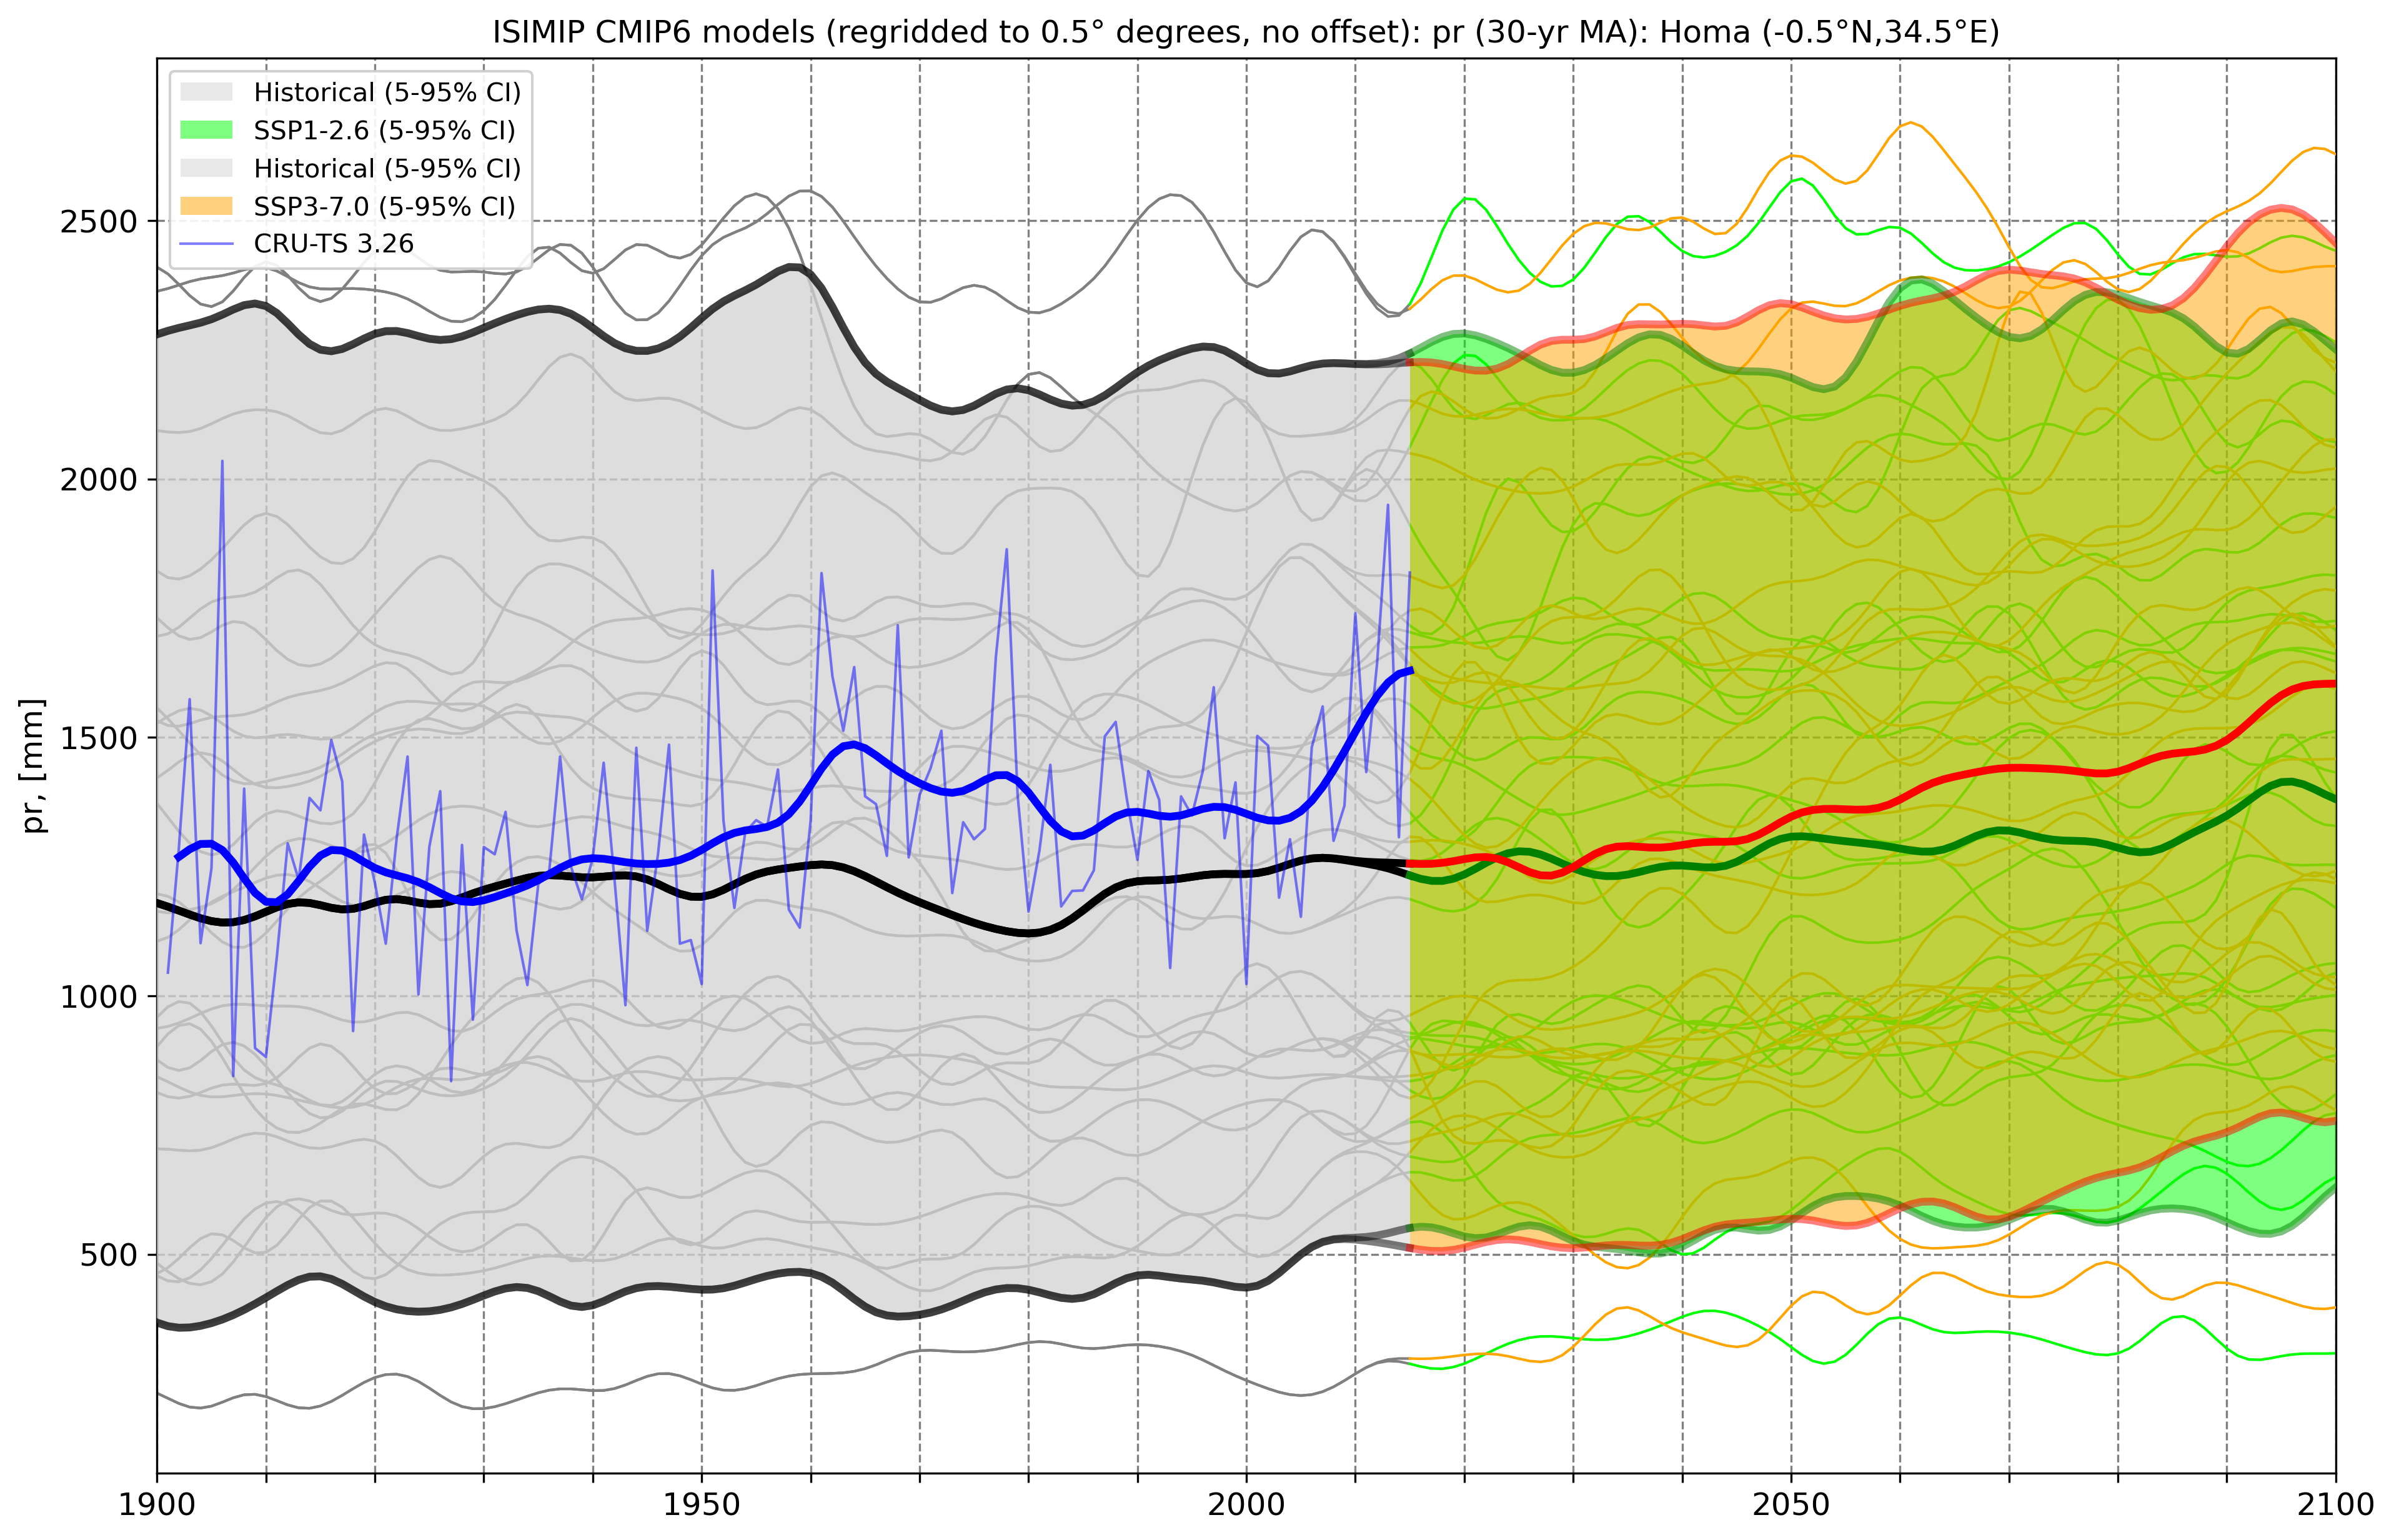 ISIMIP CMIP6 models (regridded to 0.5° degrees, no offset): pr (30-yr MA): Homa (-0.5°N,34.5°E)
Historical (5-95% CI)
SSP1-2.6 (5-95% CI)
Historical (5-95% CI)
SSP3-7.0 (5-95% CI)
CRU-TS 3.26
pr, [mm]
2500
2000
1500
1000
500
1900 1950 2000 2050 2100